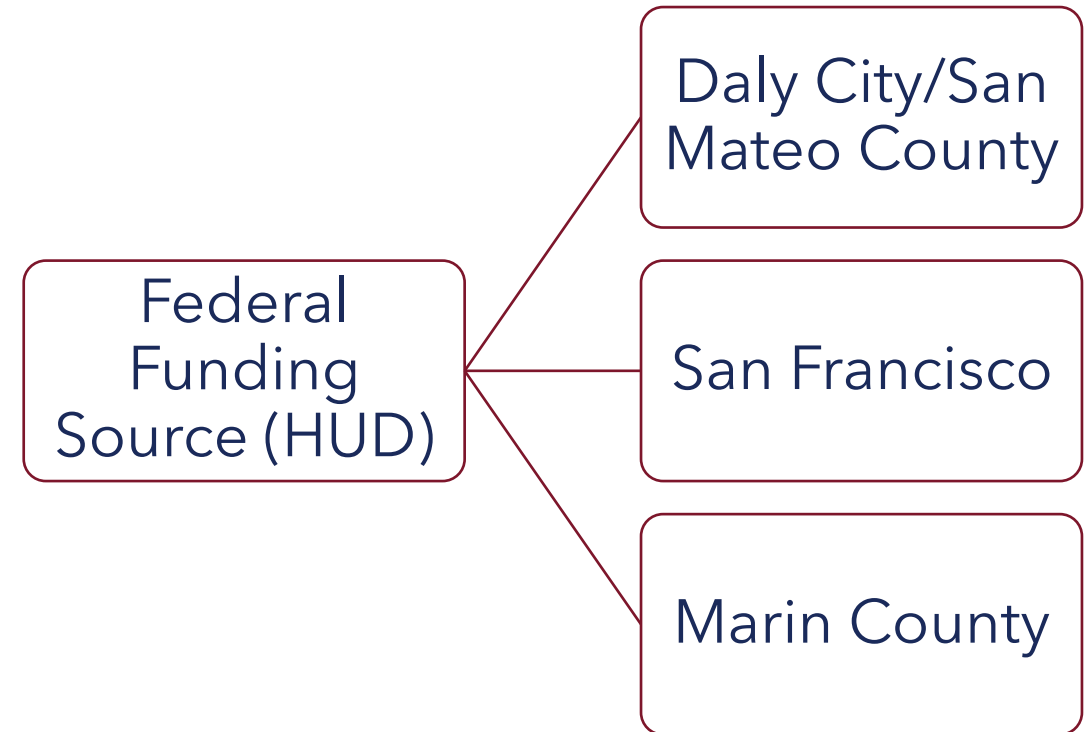 Daly City/San
Mateo County
Federal
Funding
Source (HUD)
San Francisco
Marin County